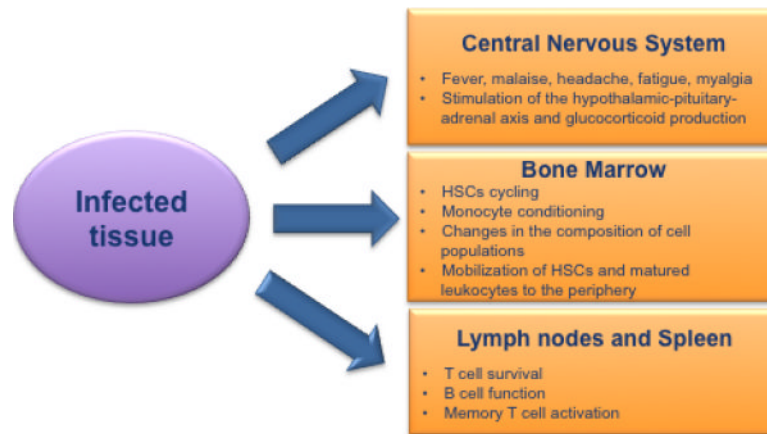 Infected
tissue
Central Nervous System
• Fever, malaise, headache, fatigue, myalgia
• Stimulation of the hypothalamic-pituitary-
adrenal axis and glucocorticoid production
Bone Marrow
• HSCs cycling
• Monocyte conditioning
• Changes in the composition of cell
populations
• Mobilization of HSCs and matured
leukocytes to the periphery
Lymph nodes and Spleen
• T cell survival
• B cell function
• Memory T cell activation